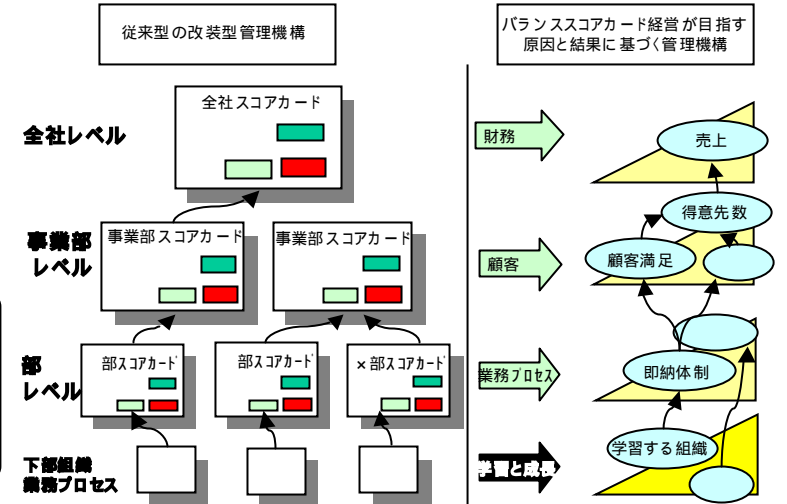 従来型の改装型管理機構
バランススコアカード経営が目指す
原因と結果に基づく管理機構
全社レベル
全社スコアカード
財務
売上
事業部
レベル
事業部スコアカード
事業部スコアカード
顧客
得意先数
顧客満足
部
レベル
部スコアカード
部スコアカード
×部スコアカード
業務プロセス
即納体制
下部組織
業務プロセス
学習と成長
学習する組織